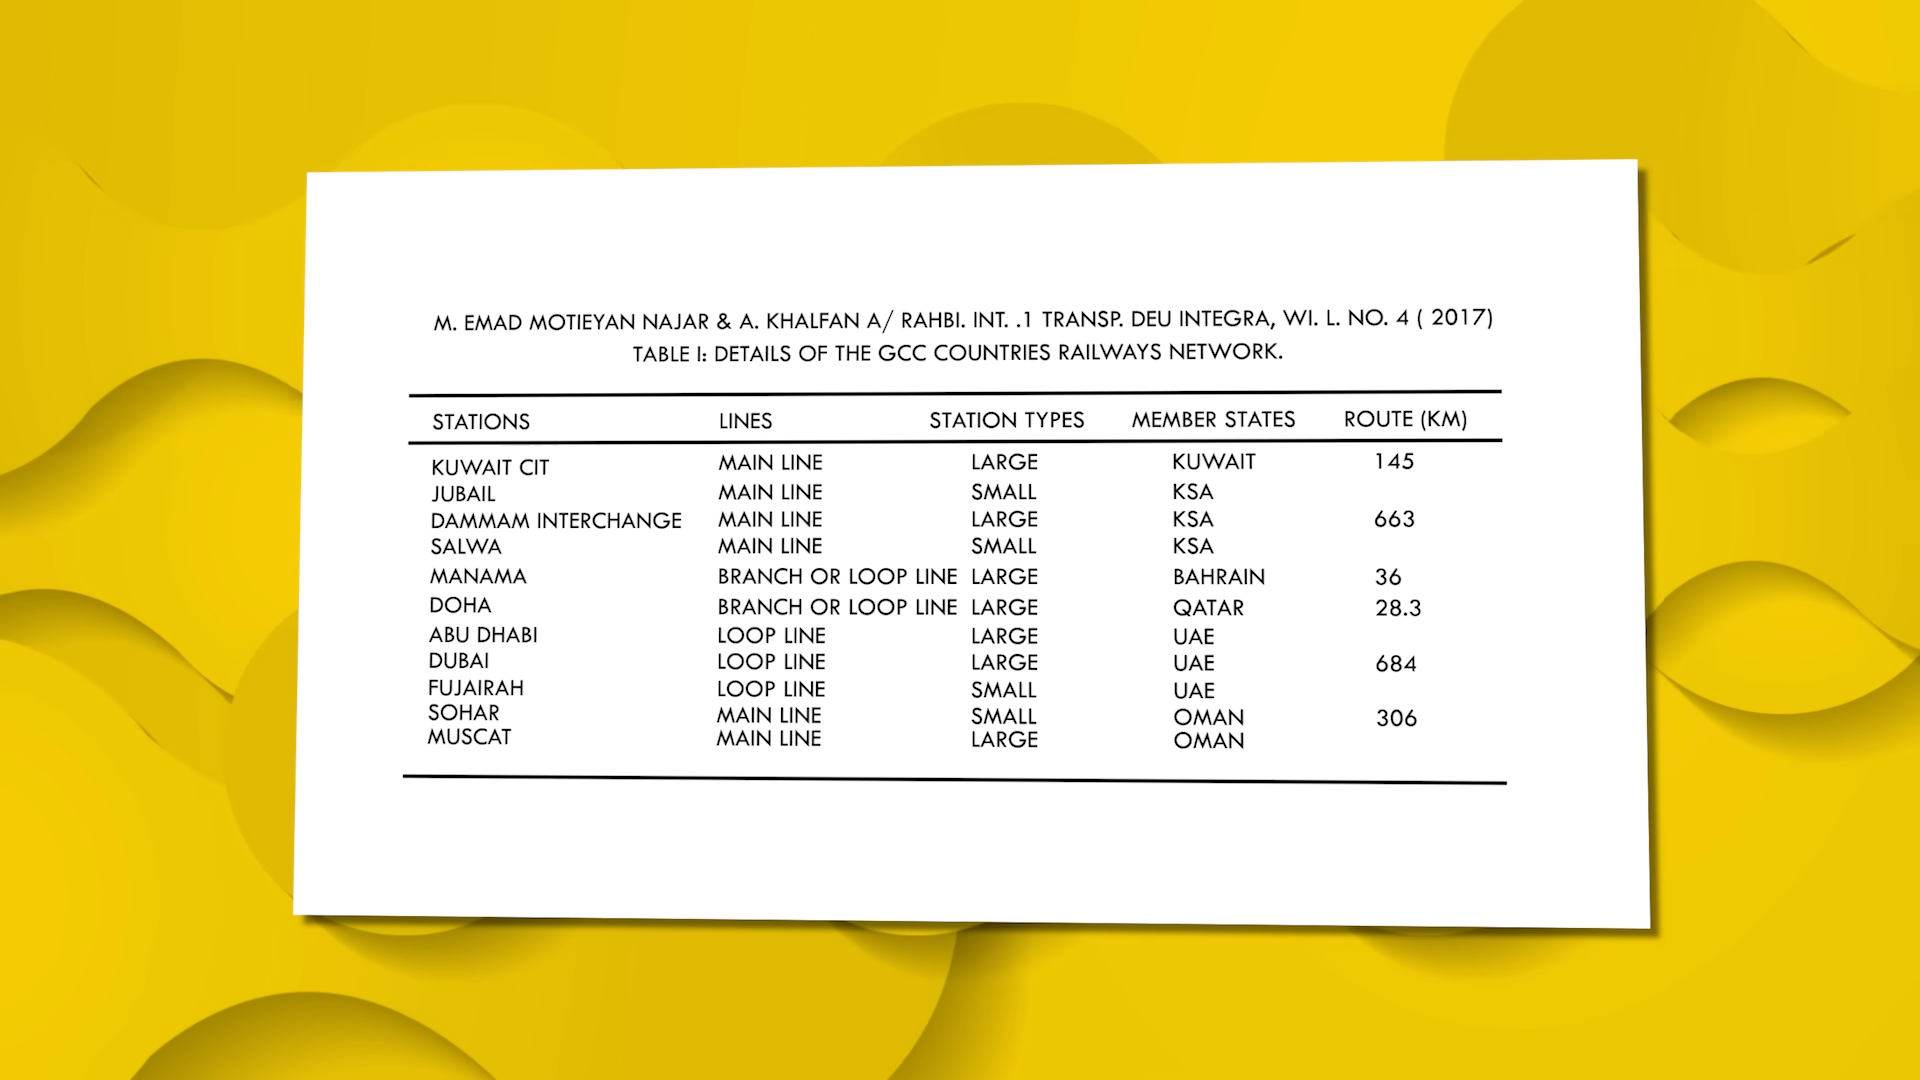 M. EMAD MOTIEYAN NAJAR & A. KHALFAN A/ RAHBI. INT. .1 TRANSP. DEU INTEGRA, WI. L. NO. 4 ( 2017)
TABLE I: DETAILS OF THE GCC COUNTRIES RAILWAYS NETWORK.
STATIONS LINES STATION TYPES MEMBER STATES ROUTE (KM)
KUWAIT CIT MAIN LINE LARGE KUWAIT 145
JUBAIL MAIN LINE SMALL KSA
DAMMAM INTERCHANGE MAIN LINE LARGE KSA 663
SALWA MAIN LINE SMALL KSA
MANAMA BRANCH OR LOOP LINE LARGE BAHRAIN 36
DOHA BRANCH OR LOOP LINE LARGE QATAR 28.3
ABU DHABI LOOP LINE LARGE UAE
DUBAI LOOP LINE LARGE UAE 684
FUJAIRAH LOOP LINE SMALL UAE
SOHAR MAIN LINE SMALL OMAN 306
MUSCAT MAIN LINE LARGE OMAN